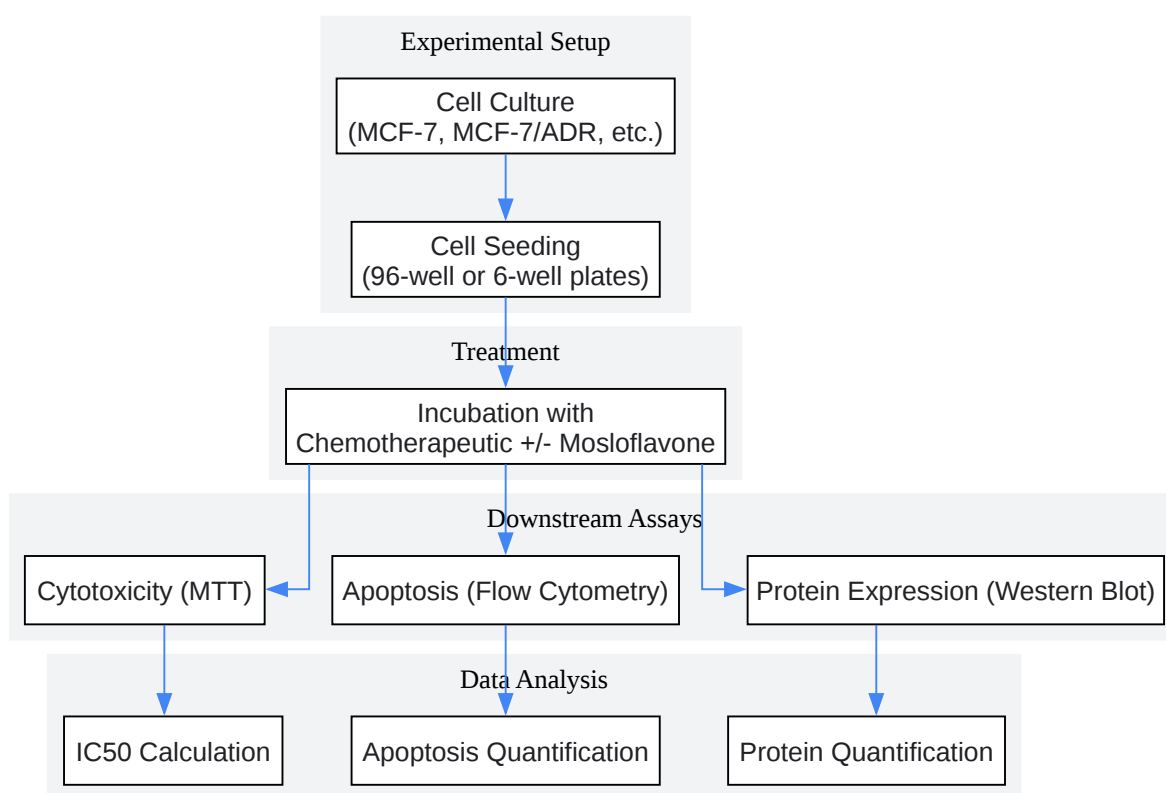 Experimental Setup
Cell Culture
(MCF-7, MCF-7/ADR, etc.)
Cell Seeding
(96-well or 6-well plates)
Treatment
Incubation with
Chemotherapeutic +/- Mosloflavone
Downstream Assays
Cytotoxicity (MTT)
Apoptosis (Flow Cytometry)
Protein Expression (Western Blot)
Data Analysis
IC50 Calculation
Apoptosis Quantification
Protein Quantification